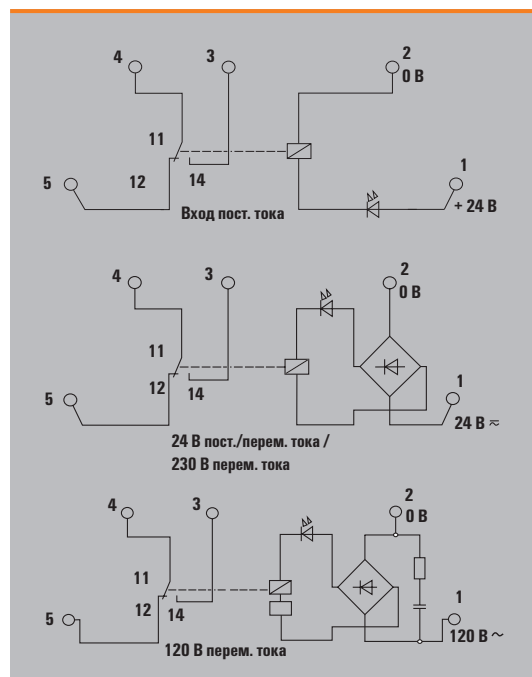 4 3 2
0 В
11
5 12 14 1
Вход пост. тока + 24 В
4 3 2
0 В
11
12 14 1
5 24 В ≂
24 В пост./перем. тока /
230 В перем. тока
4 3 2
0 В
11
12 14 1
5 120 В ~
120 В перем. тока